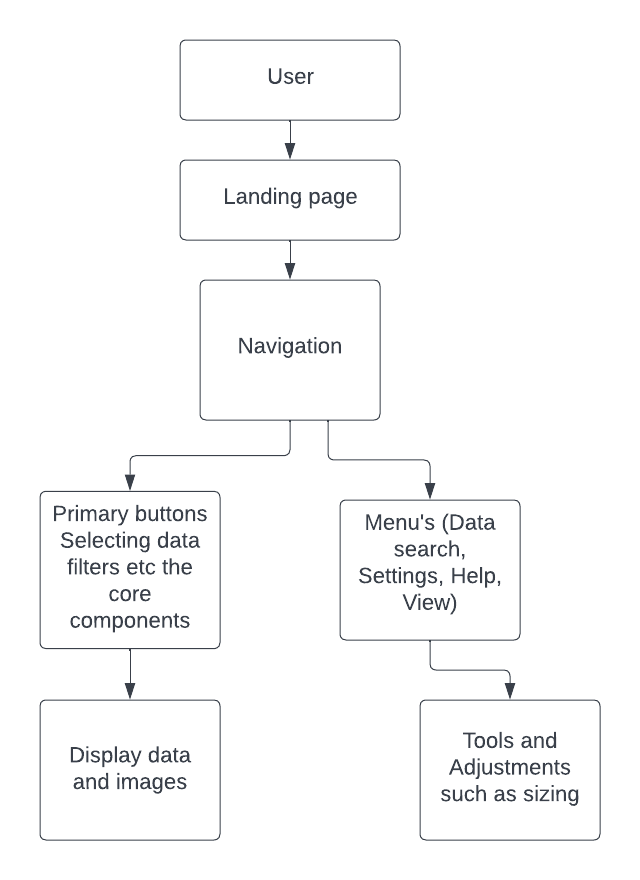 User
Landing page
Navigation
Primary buttons
Selecting data
filters etc the
core
components
Menu's (Data
search,
Settings, Help,
View)
Display data
and images
Tools and
Adjustments
such as sizing